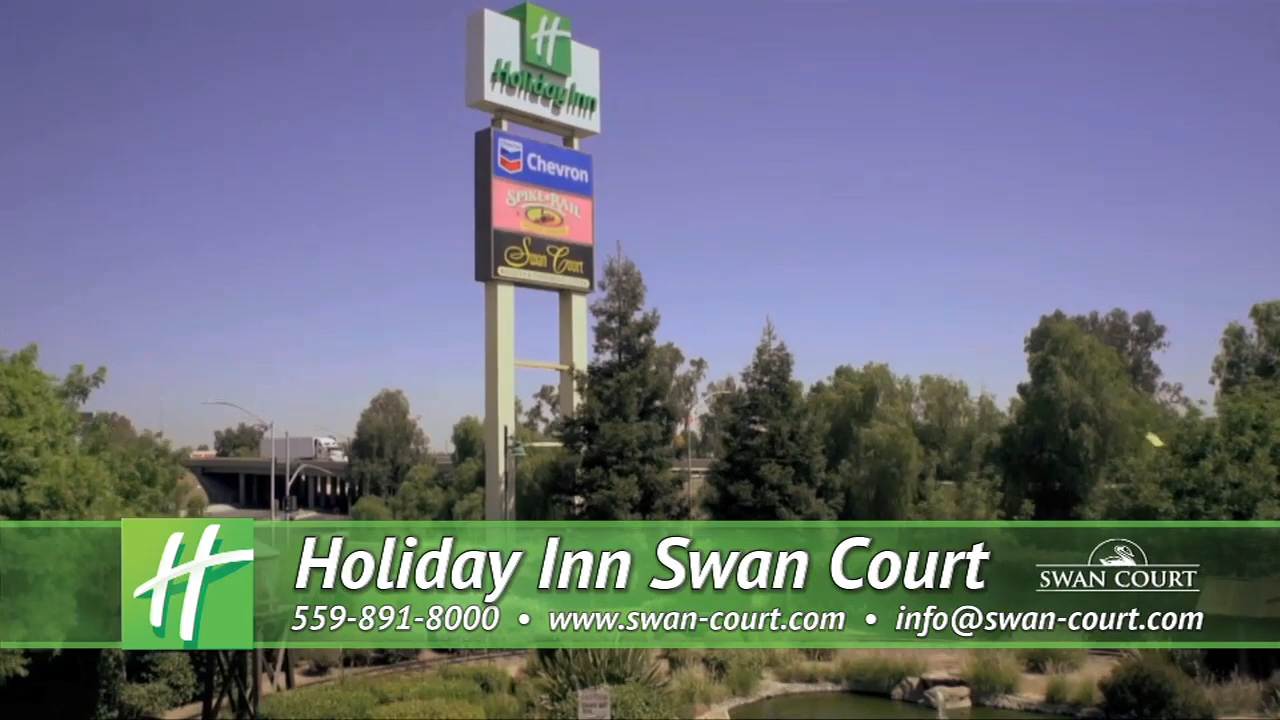 H
Holiday Inn
Chevron
SPIKE & RAIL
Swan Court
H
Holiday Inn Swan Court
SWAN COURT
559-891-8000 • www.swan-court.com • info@swan-court.com